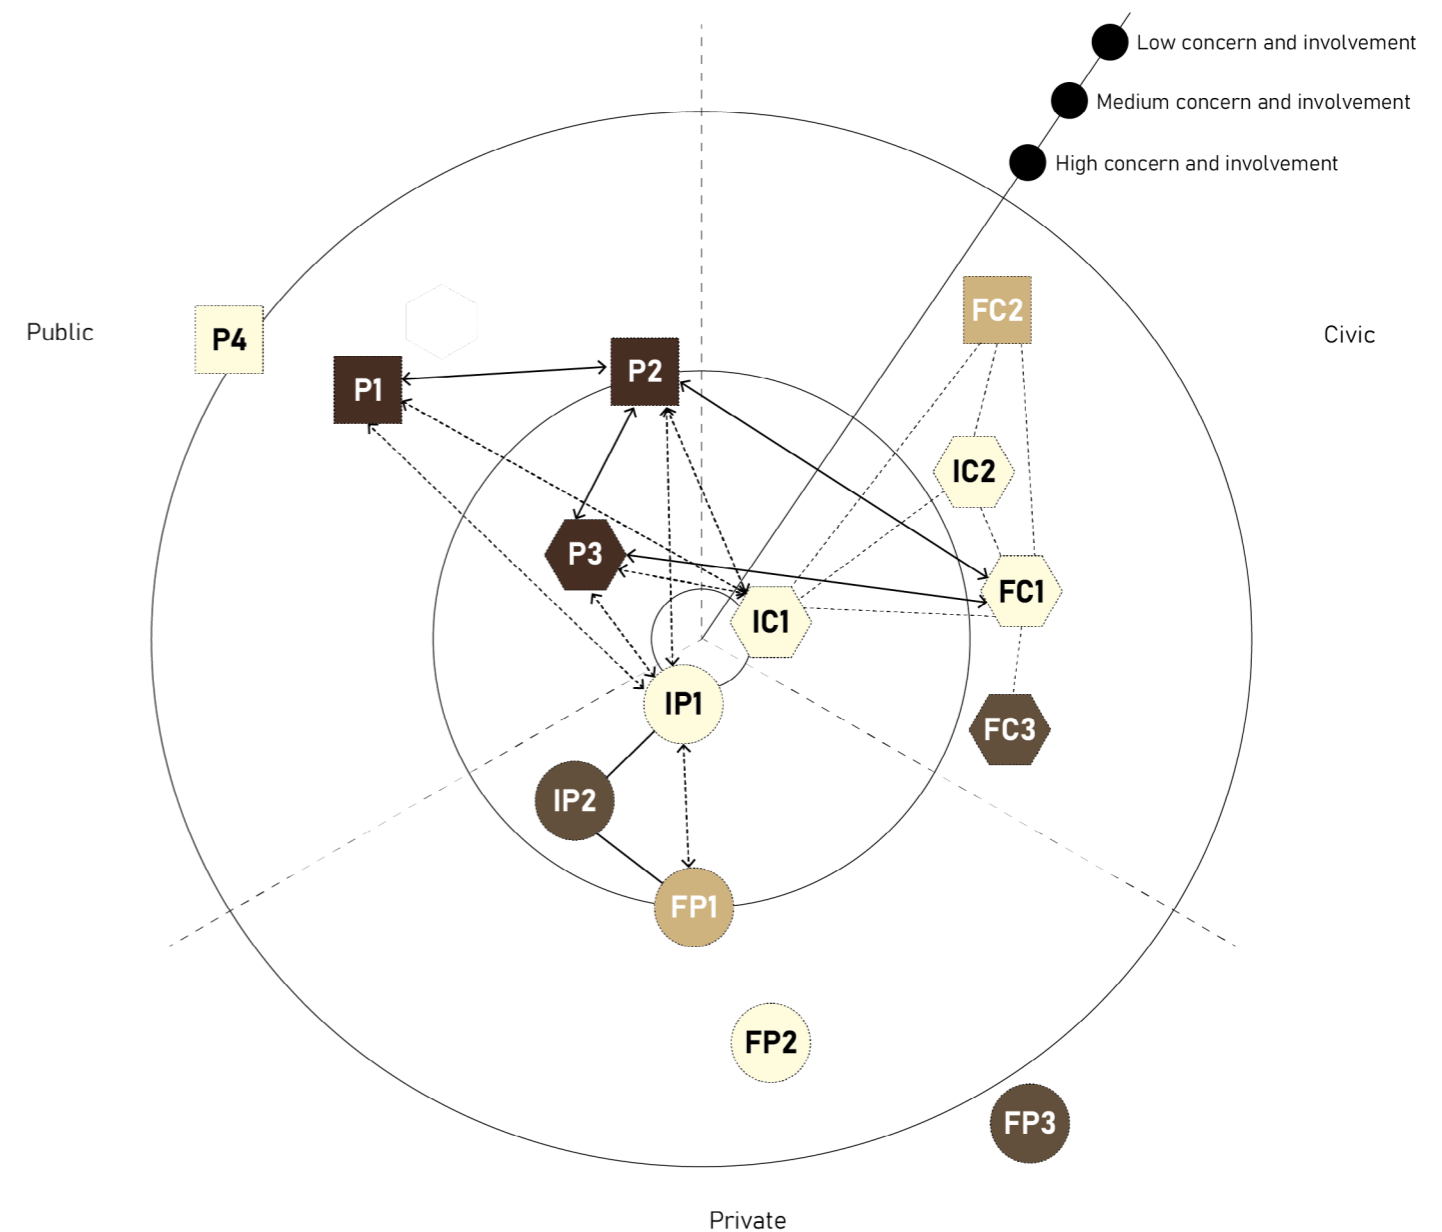 Low concern and involvement
Medium concern and involvement
High concern and involvement
Public
Civic
P4
P1
P2
FC2
IC2
P3
FC1
IC1
IP1
FC3
IP2
FP1
FP2
FP3
Private